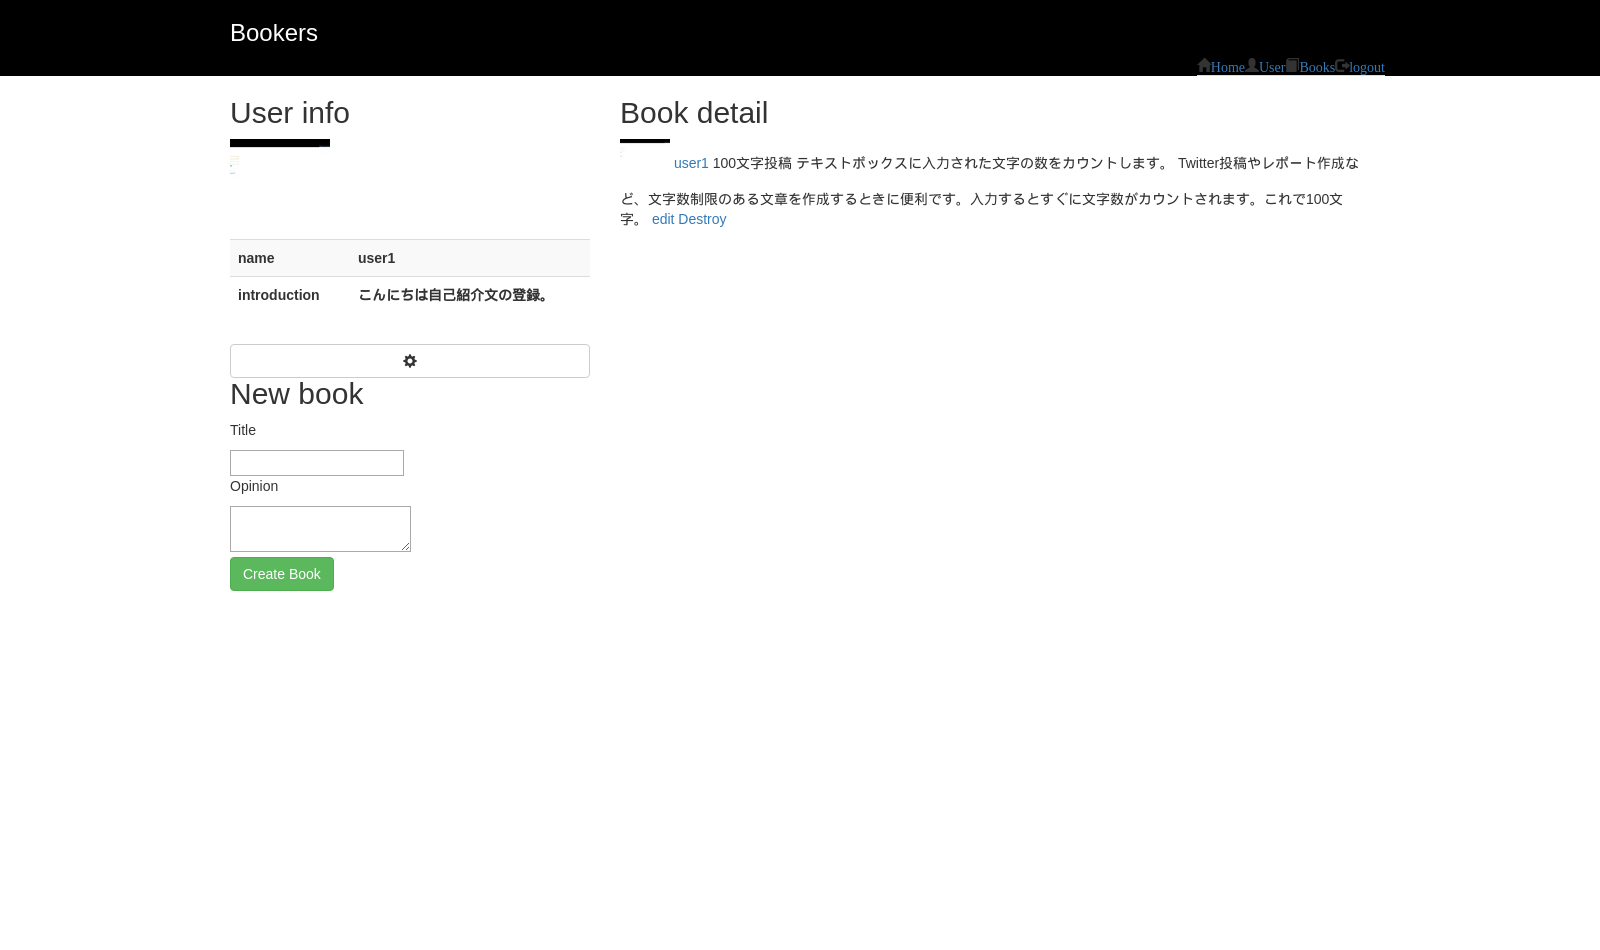 Bookers
Home User Books logout
User info
name user1
introduction こんにちは自己紹介文の登録。
New book
Title
Opinion
Create Book
Book detail
user1 100文字投稿 テキストボックスに入力された文字の数をカウントします。 Twitter投稿やレポート作成な
ど、文字数制限のある文章を作成するときに便利です。入力するとすぐに文字数がカウントされます。これで100文
字。 edit Destroy